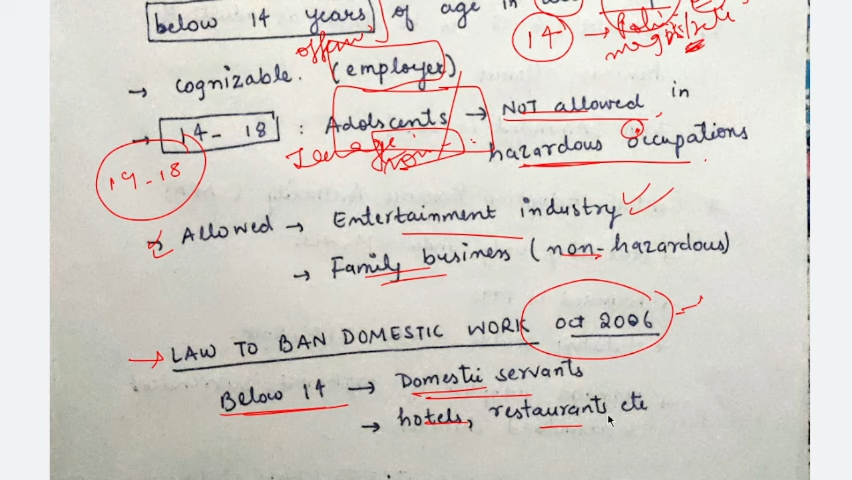 below 14 years of age in
offence 14 → Police
magistrate
→ cognizable. (employer)
→ 14 - 18 : Adolscents → NOT allowed in
Teenage hazardous occupations
14-18
→ Allowed → Entertainment industry
→ Family business (non-hazardous)
→ LAW TO BAN DOMESTIC WORK Oct 2006
Below 14 → Domestic servants
→ hotels, restaurants etc